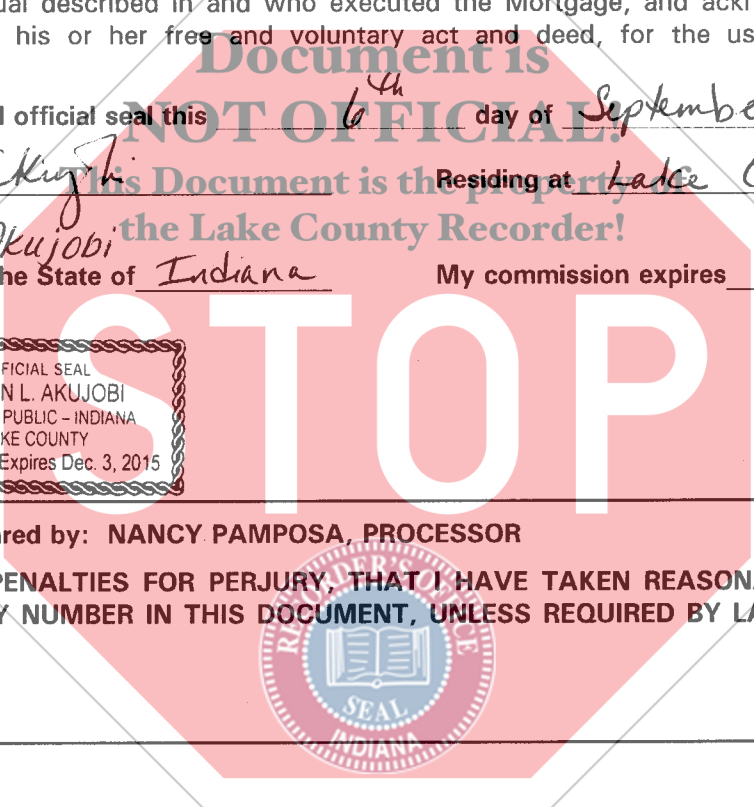 ual described in and who executed the Mortgage, and ackn
his or her free and voluntary act and deed, for the us
Document is
NOT OFFICIAL!
l official seal this 6th day of Septembe
This Document is the property of
Residing at Lake C
the Lake County Recorder!
Akujobi
he State of Indiana My commission expires
STOP
FICIAL SEAL
N L. AKUJOBI
PUBLIC – INDIANA
KE COUNTY
Expires Dec. 3, 2015
ared by: NANCY PAMPOSA, PROCESSOR
PENALTIES FOR PERJURY, THAT I HAVE TAKEN REASONA
Y NUMBER IN THIS DOCUMENT, UNLESS REQUIRED BY LA
RECORDER'S OFFICE
SEAL
INDIANA